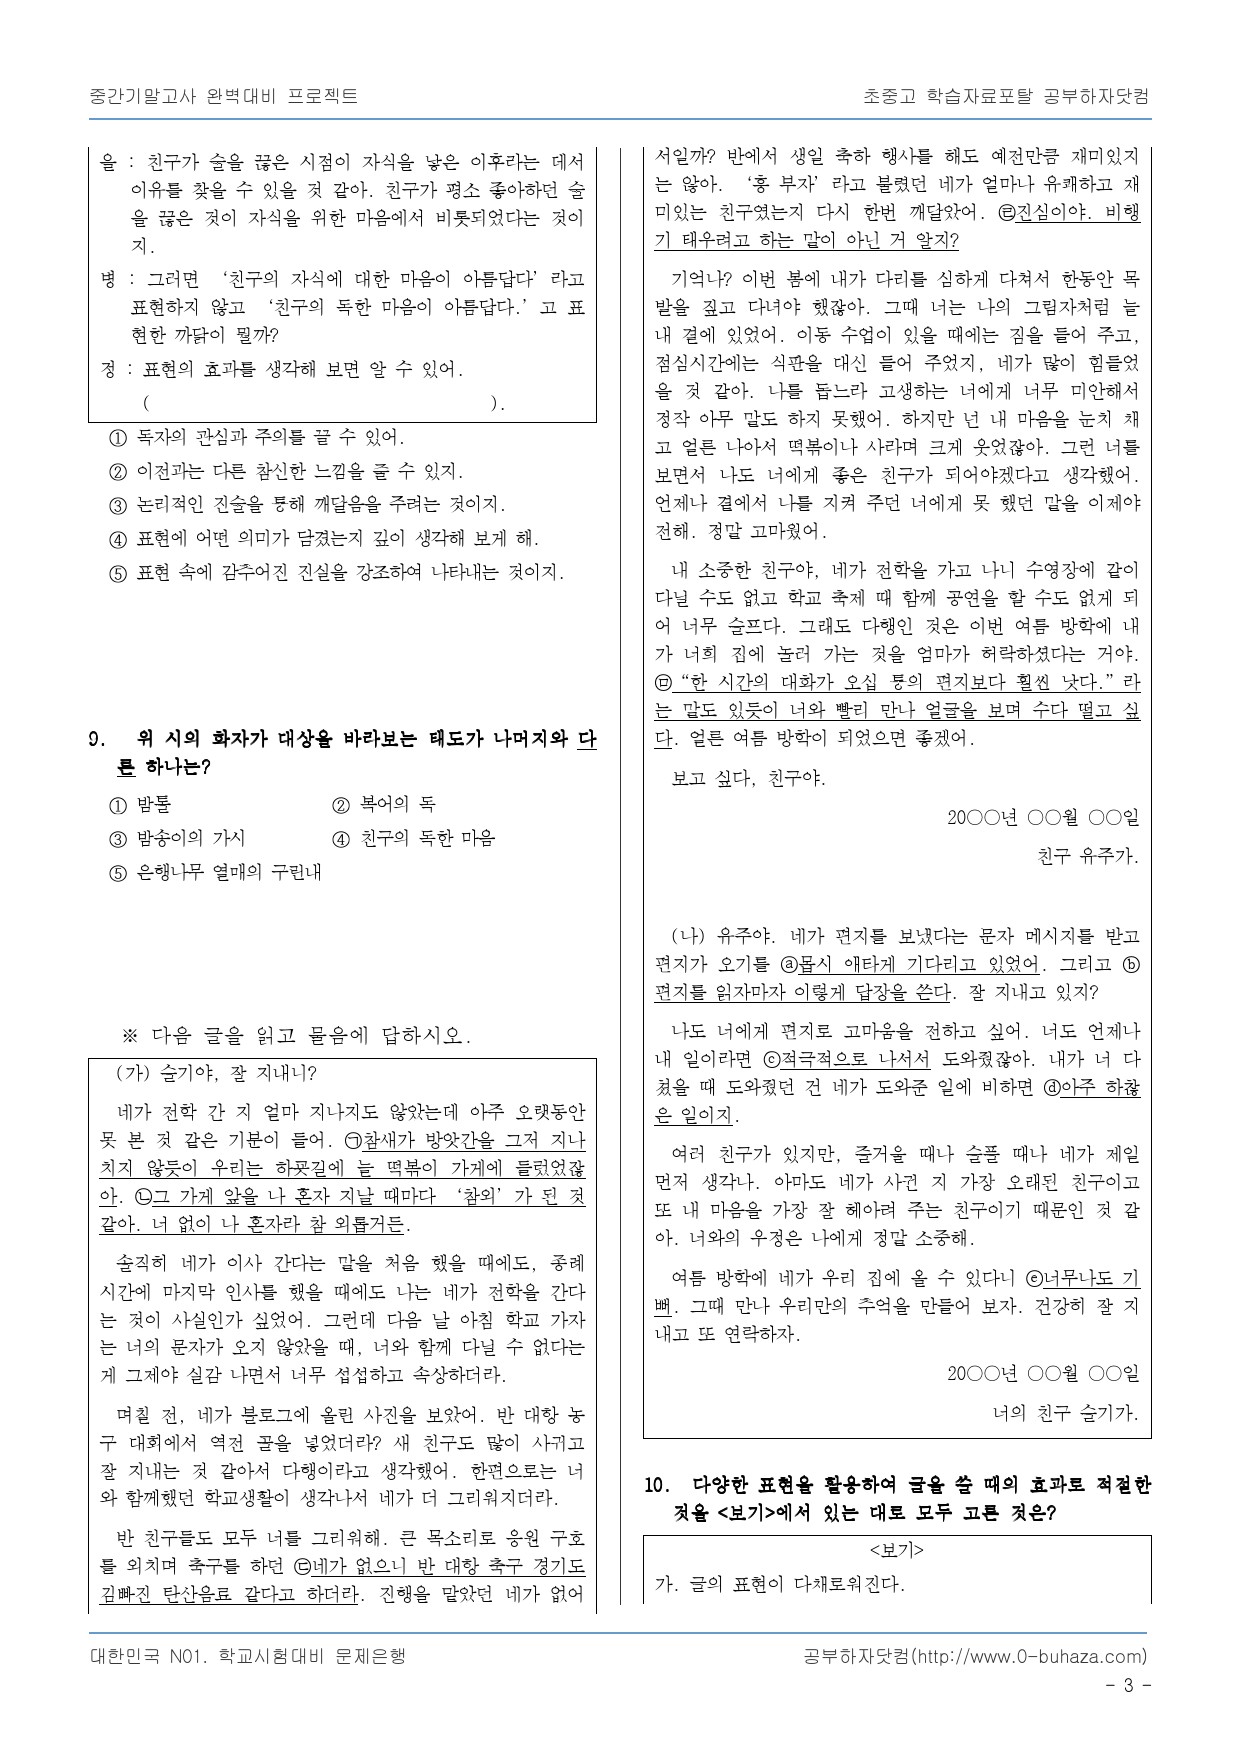 중간기말고사 완벽대비 프로젝트
초중고 학습자료포탈 공부하자닷컴
을 : 친구가 술을 끊은 시점이 자식을 낳은 이후라는 데서
이유를 찾을 수 있을 것 같아. 친구가 평소 좋아하던 술
을 끊은 것이 자식을 위한 마음에서 비롯되었다는 것이
지.
병 : 그러면 ‘친구의 자식에 대한 마음이 아름답다’라고
표현하지 않고 ‘친구의 독한 마음이 아름답다.’고 표
현한 까닭이 뭘까?
정 : 표현의 효과를 생각해 보면 알 수 있어.
( ).
① 독자의 관심과 주의를 끌 수 있어.
② 이전과는 다른 참신한 느낌을 줄 수 있지.
③ 논리적인 진술을 통해 깨달음을 주려는 것이지.
④ 표현에 어떤 의미가 담겼는지 깊이 생각해 보게 해.
⑤ 표현 속에 감추어진 진실을 강조하여 나타내는 것이지.
9. 위 시의 화자가 대상을 바라보는 태도가 나머지와 다
른 하나는?
① 밤톨 ② 복어의 독
③ 밤송이의 가시 ④ 친구의 독한 마음
⑤ 은행나무 열매의 구린내
※ 다음 글을 읽고 물음에 답하시오.
(가) 슬기야, 잘 지내니?
네가 전학 간 지 얼마 지나지도 않았는데 아주 오랫동안
못 본 것 같은 기분이 들어. ㉠참새가 방앗간을 그저 지나
치지 않듯이 우리는 하굣길에 늘 떡볶이 가게에 들렀었잖
아. ㉡그 가게 앞을 나 혼자 지날 때마다 ‘참외’가 된 것
같아. 너 없이 나 혼자라 참 외롭거든.
솔직히 네가 이사 간다는 말을 처음 했을 때에도, 종례
시간에 마지막 인사를 했을 때에도 나는 네가 전학을 간다
는 것이 사실인가 싶었어. 그런데 다음 날 아침 학교 가자
는 너의 문자가 오지 않았을 때, 너와 함께 다닐 수 없다는
게 그제야 실감 나면서 너무 섭섭하고 속상하더라.
며칠 전, 네가 블로그에 올린 사진을 보았어. 반 대항 농
구 대회에서 역전 골을 넣었더라? 새 친구도 많이 사귀고
잘 지내는 것 같아서 다행이라고 생각했어. 한편으로는 너
와 함께했던 학교생활이 생각나서 네가 더 그리워지더라.
반 친구들도 모두 너를 그리워해. 큰 목소리로 응원 구호
를 외치며 축구를 하던 ㉢네가 없으니 반 대항 축구 경기도
김빠진 탄산음료 같다고 하더라. 진행을 맡았던 네가 없어
서일까? 반에서 생일 축하 행사를 해도 예전만큼 재미있지
는 않아. ‘흥 부자’라고 불렸던 네가 얼마나 유쾌하고 재
미있는 친구였는지 다시 한번 깨달았어. ㉣진심이야. 비행
기 태우려고 하는 말이 아닌 거 알지?
기억나? 이번 봄에 내가 다리를 심하게 다쳐서 한동안 목
발을 짚고 다녀야 했잖아. 그때 너는 나의 그림자처럼 늘
내 곁에 있었어. 이동 수업이 있을 때에는 짐을 들어 주고,
점심시간에는 식판을 대신 들어 주었지, 네가 많이 힘들었
을 것 같아. 나를 돕느라 고생하는 너에게 너무 미안해서
정작 아무 말도 하지 못했어. 하지만 넌 내 마음을 눈치 채
고 얼른 나아서 떡볶이나 사라며 크게 웃었잖아. 그런 너를
보면서 나도 너에게 좋은 친구가 되어야겠다고 생각했어.
언제나 곁에서 나를 지켜 주던 너에게 못 했던 말을 이제야
전해. 정말 고마웠어.
내 소중한 친구야, 네가 전학을 가고 나니 수영장에 같이
다닐 수도 없고 학교 축제 때 함께 공연을 할 수도 없게 되
어 너무 슬프다. 그래도 다행인 것은 이번 여름 방학에 내
가 너희 집에 놀러 가는 것을 엄마가 허락하셨다는 거야.
㉤“한 시간의 대화가 오십 통의 편지보다 훨씬 낫다.”라
는 말도 있듯이 너와 빨리 만나 얼굴을 보며 수다 떨고 싶
다. 얼른 여름 방학이 되었으면 좋겠어.
보고 싶다, 친구야.
20○○년 ○○월 ○○일
친구 유주가.
(나) 유주야. 네가 편지를 보냈다는 문자 메시지를 받고
편지가 오기를 ⓐ몹시 애타게 기다리고 있었어. 그리고 ⓑ
편지를 읽자마자 이렇게 답장을 쓴다. 잘 지내고 있지?
나도 너에게 편지로 고마움을 전하고 싶어. 너도 언제나
내 일이라면 ⓒ적극적으로 나서서 도와줬잖아. 내가 너 다
쳤을 때 도와줬던 건 네가 도와준 일에 비하면 ⓓ아주 하찮
은 일이지.
여러 친구가 있지만, 즐거울 때나 슬플 때나 네가 제일
먼저 생각나. 아마도 네가 사귄 지 가장 오래된 친구이고
또 내 마음을 가장 잘 헤아려 주는 친구이기 때문인 것 같
아. 너와의 우정은 나에게 정말 소중해.
여름 방학에 네가 우리 집에 올 수 있다니 ⓔ너무나도 기
뻐. 그때 만나 우리만의 추억을 만들어 보자. 건강히 잘 지
내고 또 연락하자.
20○○년 ○○월 ○○일
너의 친구 슬기가.
10. 다양한 표현을 활용하여 글을 쓸 때의 효과로 적절한
것을 <보기>에서 있는 대로 모두 고른 것은?
<보기>
가. 글의 표현이 다채로워진다.
대한민국 N01. 학교시험대비 문제은행
공부하자닷컴(http://www.0-buhaza.com)
- 3 -